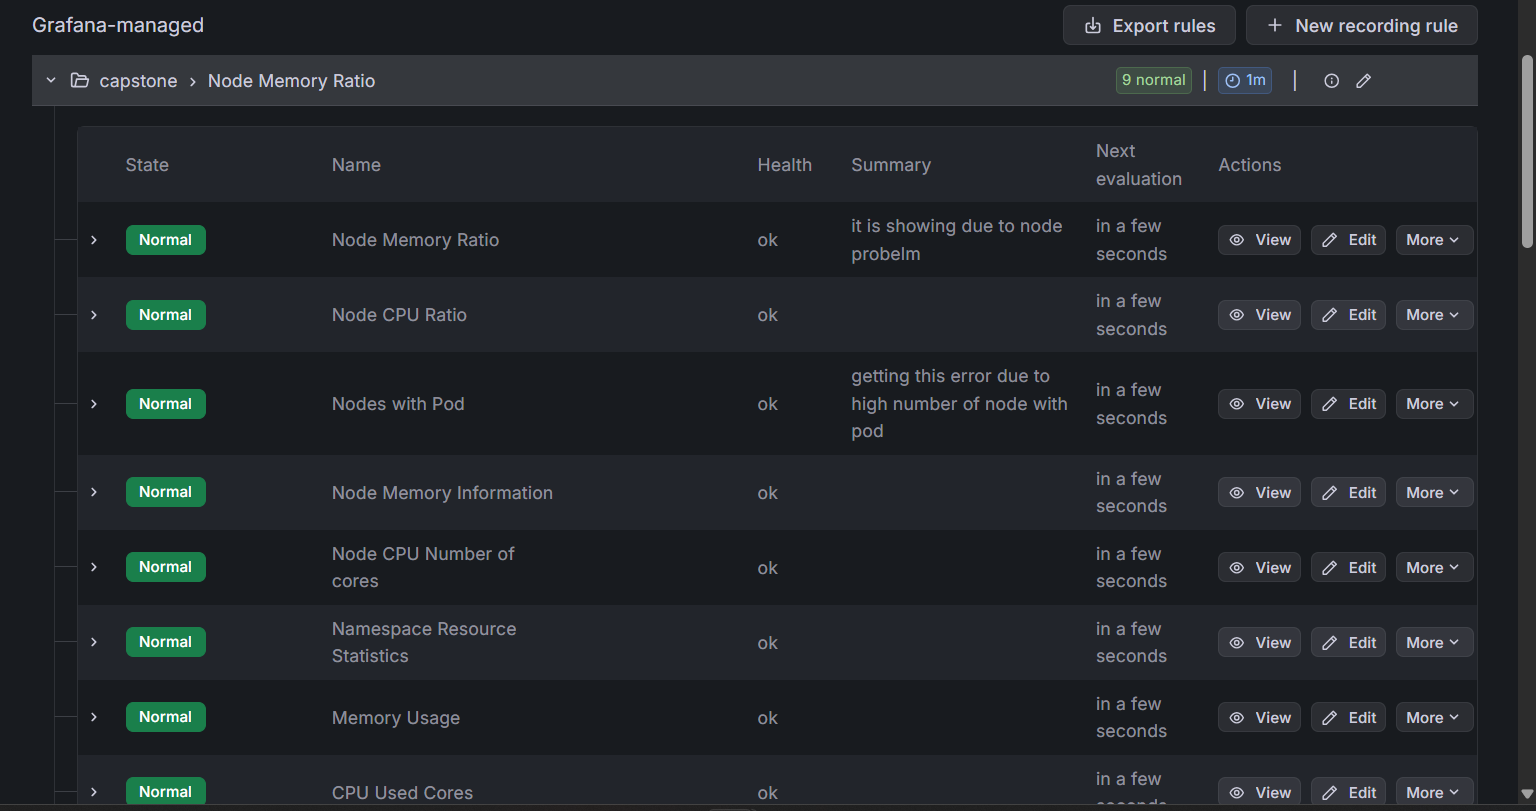 Grafana-managed
Export rules
New recording rule
capstone > Node Memory Ratio
9 normal
1m
State Name Health Summary Next evaluation Actions
Normal Node Memory Ratio ok it is showing due to node probelm in a few seconds View Edit More
Normal Node CPU Ratio ok in a few seconds View Edit More
Normal Nodes with Pod ok getting this error due to high number of node with pod in a few seconds View Edit More
Normal Node Memory Information ok in a few seconds View Edit More
Normal Node CPU Number of cores ok in a few seconds View Edit More
Normal Namespace Resource Statistics ok in a few seconds View Edit More
Normal Memory Usage ok in a few seconds View Edit More
Normal CPU Used Cores ok in a few View Edit More